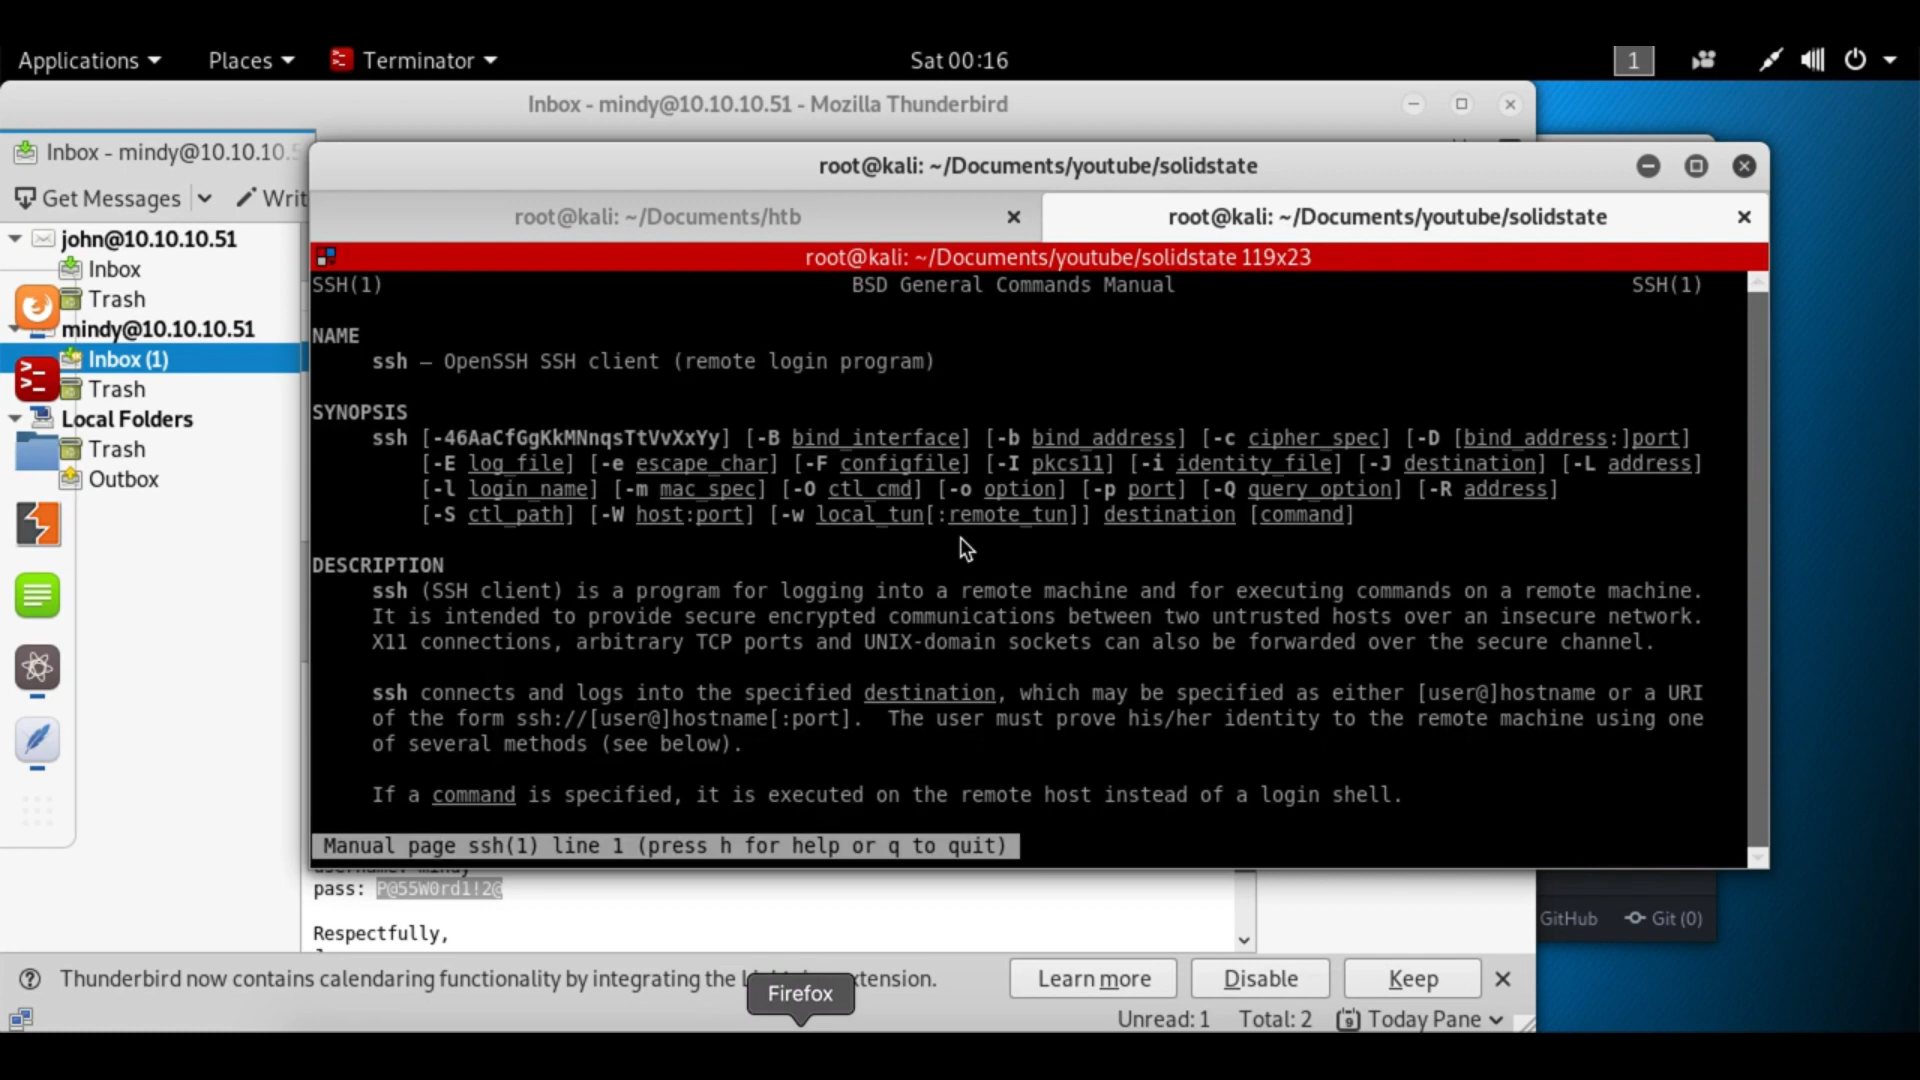 Applications
Places
Terminator
Sat 00:16
1
Inbox - mindy@10.10.10.51 - Mozilla Thunderbird
Inbox - mindy@10.10.10.5
root@kali: ~/Documents/youtube/solidstate
Get Messages
Writ
root@kali: ~/Documents/htb
root@kali: ~/Documents/youtube/solidstate
john@10.10.10.51
Inbox
Trash
mindy@10.10.10.51
Inbox (1)
Trash
Local Folders
Trash
Outbox
root@kali: ~/Documents/youtube/solidstate 119x23
SSH(1) BSD General Commands Manual SSH(1)
NAME
ssh — OpenSSH SSH client (remote login program)
SYNOPSIS
ssh [-46AaCfGgKkMNnqsTtVvXxYy] [-B bind_interface] [-b bind_address] [-c cipher_spec] [-D [bind_address:]port]
[-E log_file] [-e escape_char] [-F configfile] [-I pkcs11] [-i identity_file] [-J destination] [-L address]
[-l login_name] [-m mac_spec] [-O ctl_cmd] [-o option] [-p port] [-Q query_option] [-R address]
[-S ctl_path] [-W host:port] [-w local_tun[:remote_tun]] destination [command]
DESCRIPTION
ssh (SSH client) is a program for logging into a remote machine and for executing commands on a remote machine.
It is intended to provide secure encrypted communications between two untrusted hosts over an insecure network.
X11 connections, arbitrary TCP ports and UNIX-domain sockets can also be forwarded over the secure channel.
ssh connects and logs into the specified destination, which may be specified as either [user@]hostname or a URI
of the form ssh://[user@]hostname[:port]. The user must prove his/her identity to the remote machine using one
of several methods (see below).
If a command is specified, it is executed on the remote host instead of a login shell.
Manual page ssh(1) line 1 (press h for help or q to quit)
username: mindy
pass: P@55W0rd1!2@
Respectfully,
GitHub
Git (0)
Thunderbird now contains calendaring functionality by integrating the L
tension.
Learn more
Disable
Keep
Firefox
Unread: 1
Total: 2
9
Today Pane